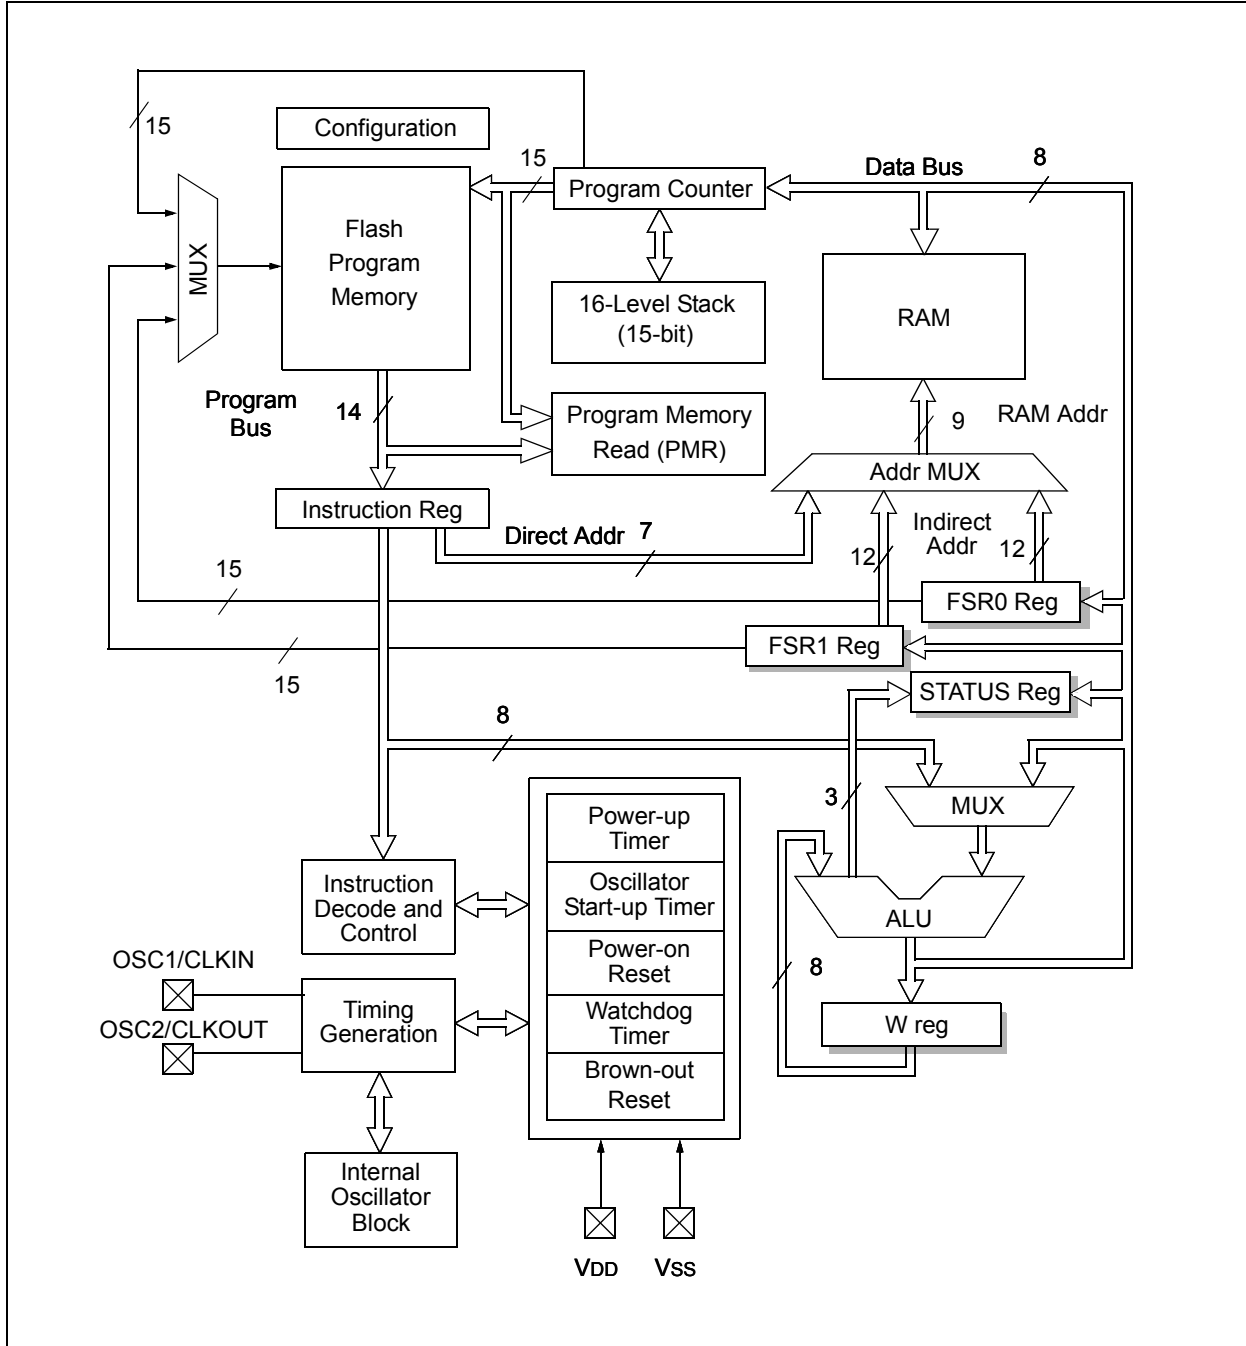 15
Configuration
15
Program Counter
Data Bus
8
MUX
Flash
Program
Memory
16-Level Stack
(15-bit)
RAM
Program
Bus
14
Program Memory
Read (PMR)
9
RAM Addr
Addr MUX
Instruction Reg
Direct Addr
7
12
Indirect
Addr
12
15
FSR0 Reg
FSR1 Reg
15
STATUS Reg
8
3
MUX
Power-up
Timer
Instruction
Decode and
Control
Oscillator
Start-up Timer
ALU
OSC1/CLKIN
Power-on
Reset
8
OSC2/CLKOUT
Timing
Generation
Watchdog
Timer
W reg
Brown-out
Reset
Internal
Oscillator
Block
VDD
VSS